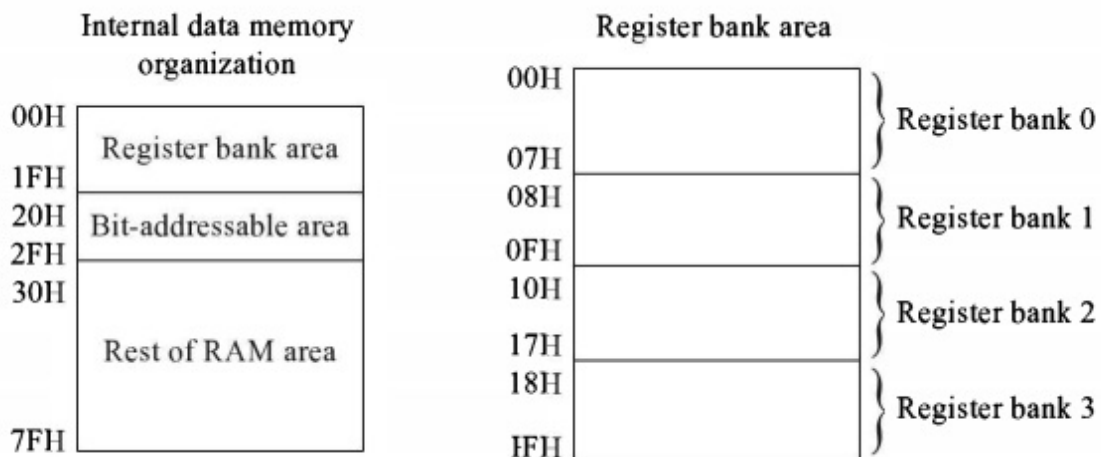 Internal data memory
organization
00H
Register bank area
1FH
20H
Bit-addressable area
2FH
30H
Rest of RAM area
7FH
Register bank area
00H
Register bank 0
07H
08H
Register bank 1
0FH
10H
Register bank 2
17H
18H
Register bank 3
1FH